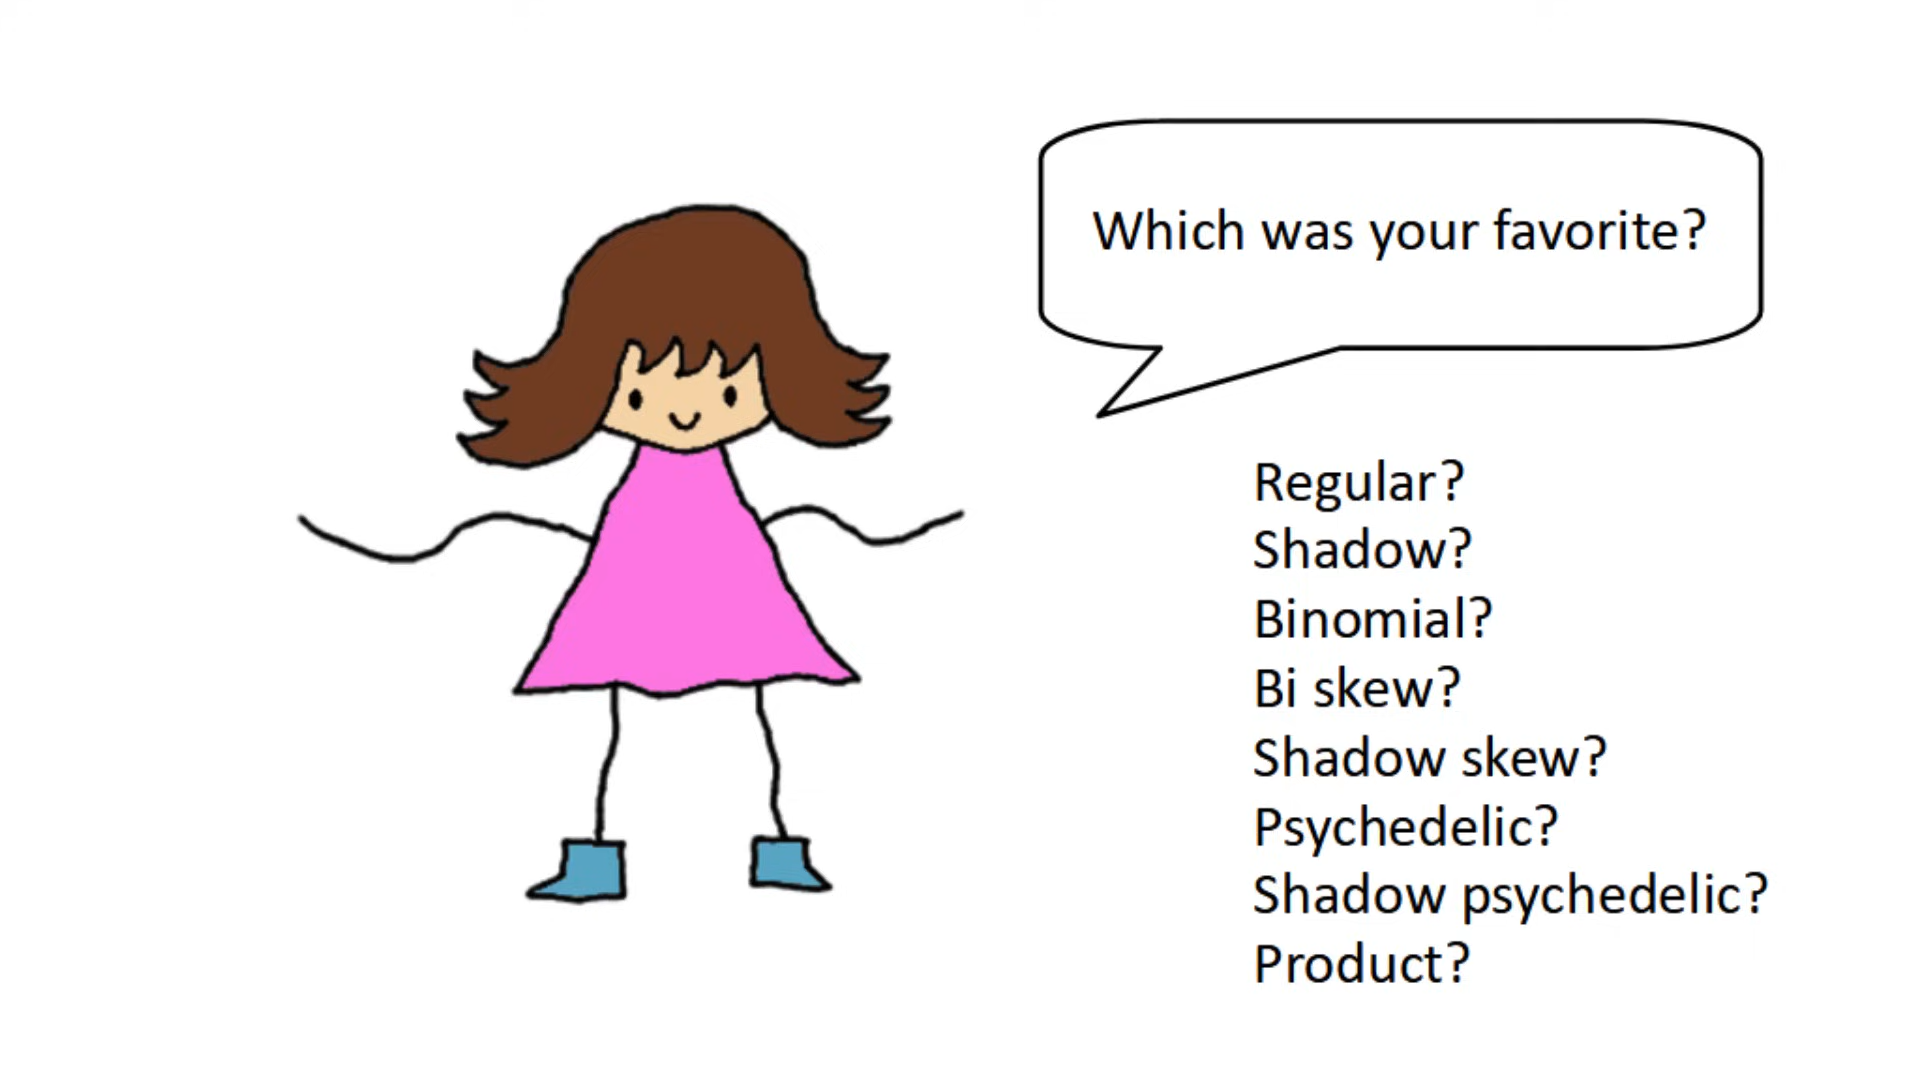 Which was your favorite?
Regular?
Shadow?
Binomial?
Bi skew?
Shadow skew?
Psychedelic?
Shadow psychedelic?
Product?